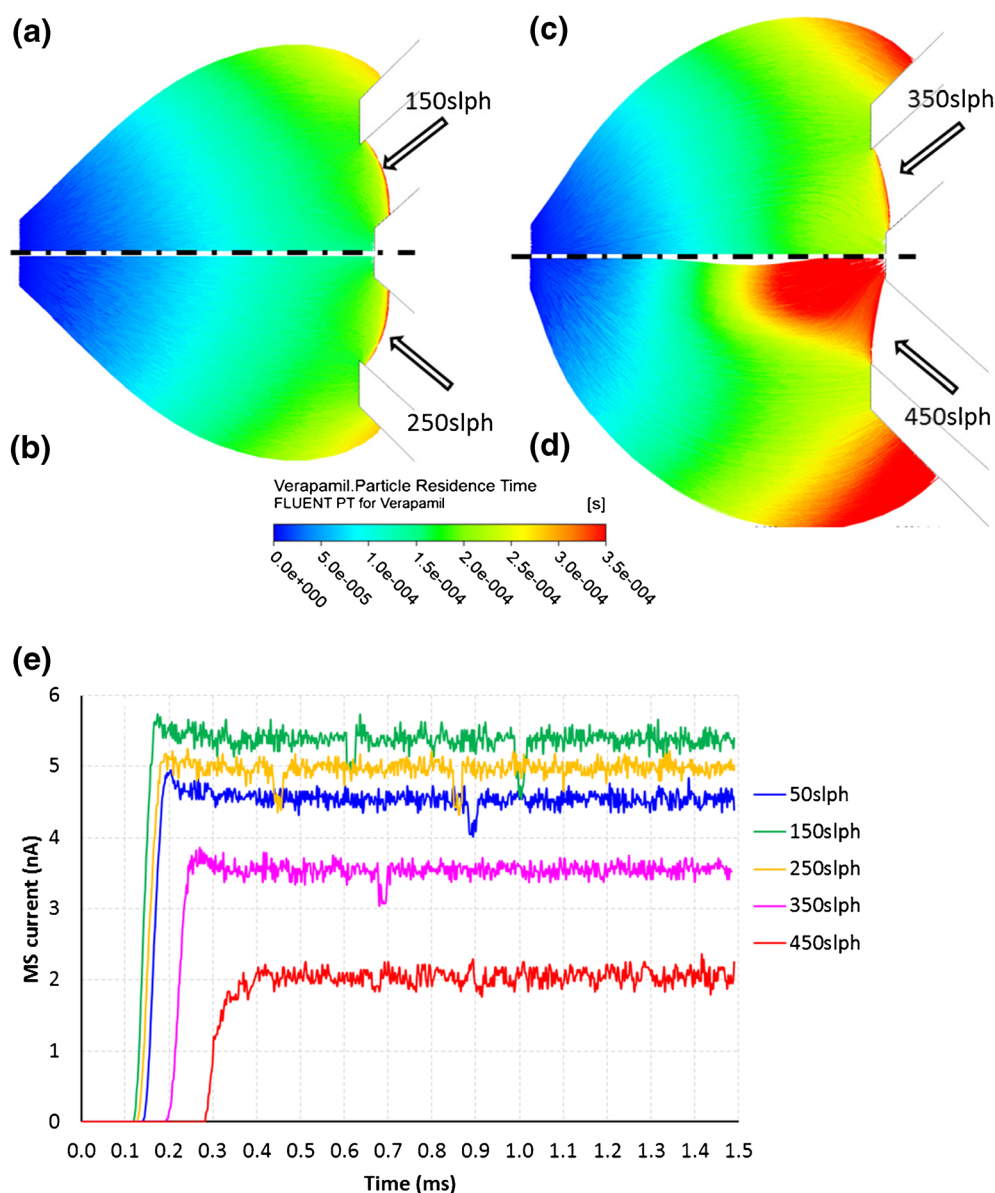 (a)
(c)
150slph
350slph
250slph
450slph
(b)
(d)
Verapamil.Particle Residence Time
FLUENT PT for Verapamil [s]
0.0e+000 5.0e-005 1.0e-004 1.5e-004 2.0e-004 2.5e-004 3.0e-004 3.5e-004
(e)
6
5
4
3
2
1
0
MS current (nA)
50slph
150slph
250slph
350slph
450slph
0.0 0.1 0.2 0.3 0.4 0.5 0.6 0.7 0.8 0.9 1.0 1.1 1.2 1.3 1.4 1.5
Time (ms)